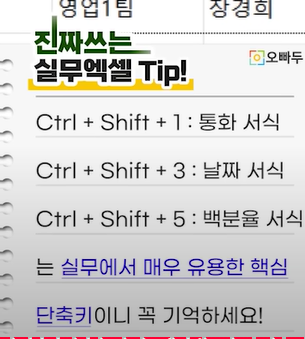 영업1팀 장경희
진짜쓰는
실무엑셀 Tip!
오빠두
Ctrl + Shift + 1 : 통화 서식
Ctrl + Shift + 3 : 날짜 서식
Ctrl + Shift + 5 : 백분율 서식
는 실무에서 매우 유용한 핵심
단축키이니 꼭 기억하세요!